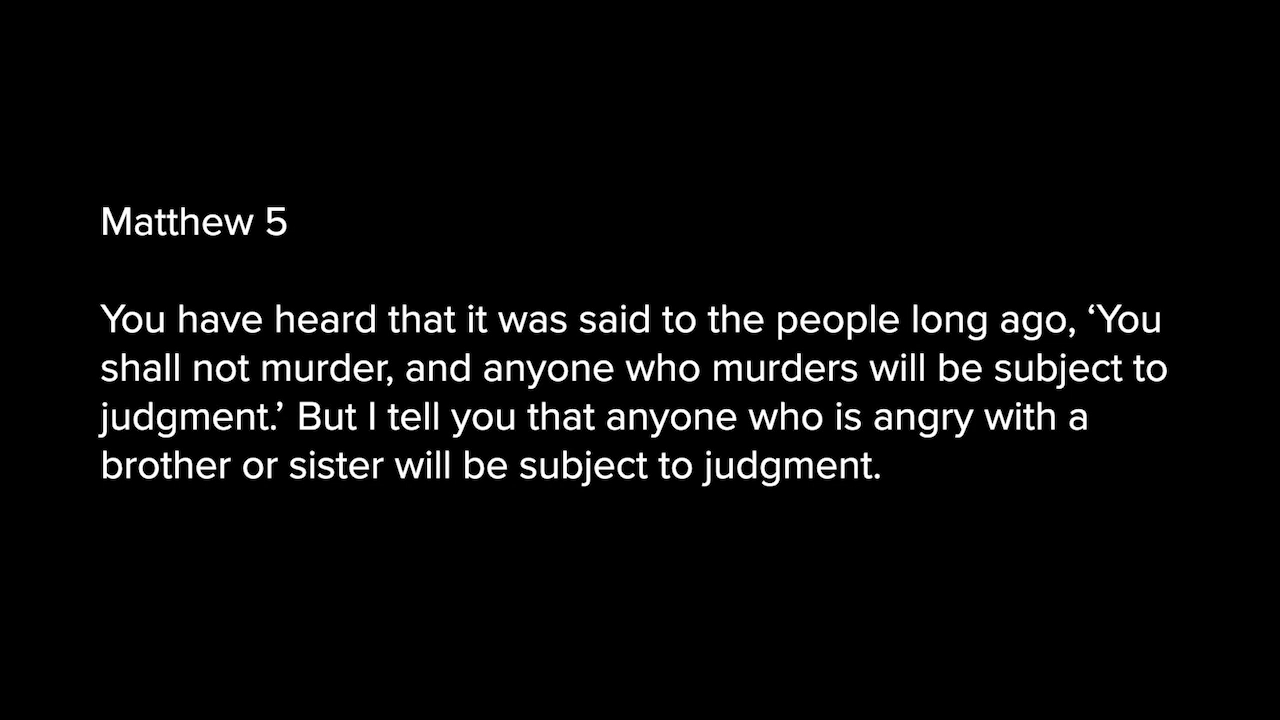 Matthew 5
You have heard that it was said to the people long ago, ‘You
shall not murder, and anyone who murders will be subject to
judgment.’ But I tell you that anyone who is angry with a
brother or sister will be subject to judgment.